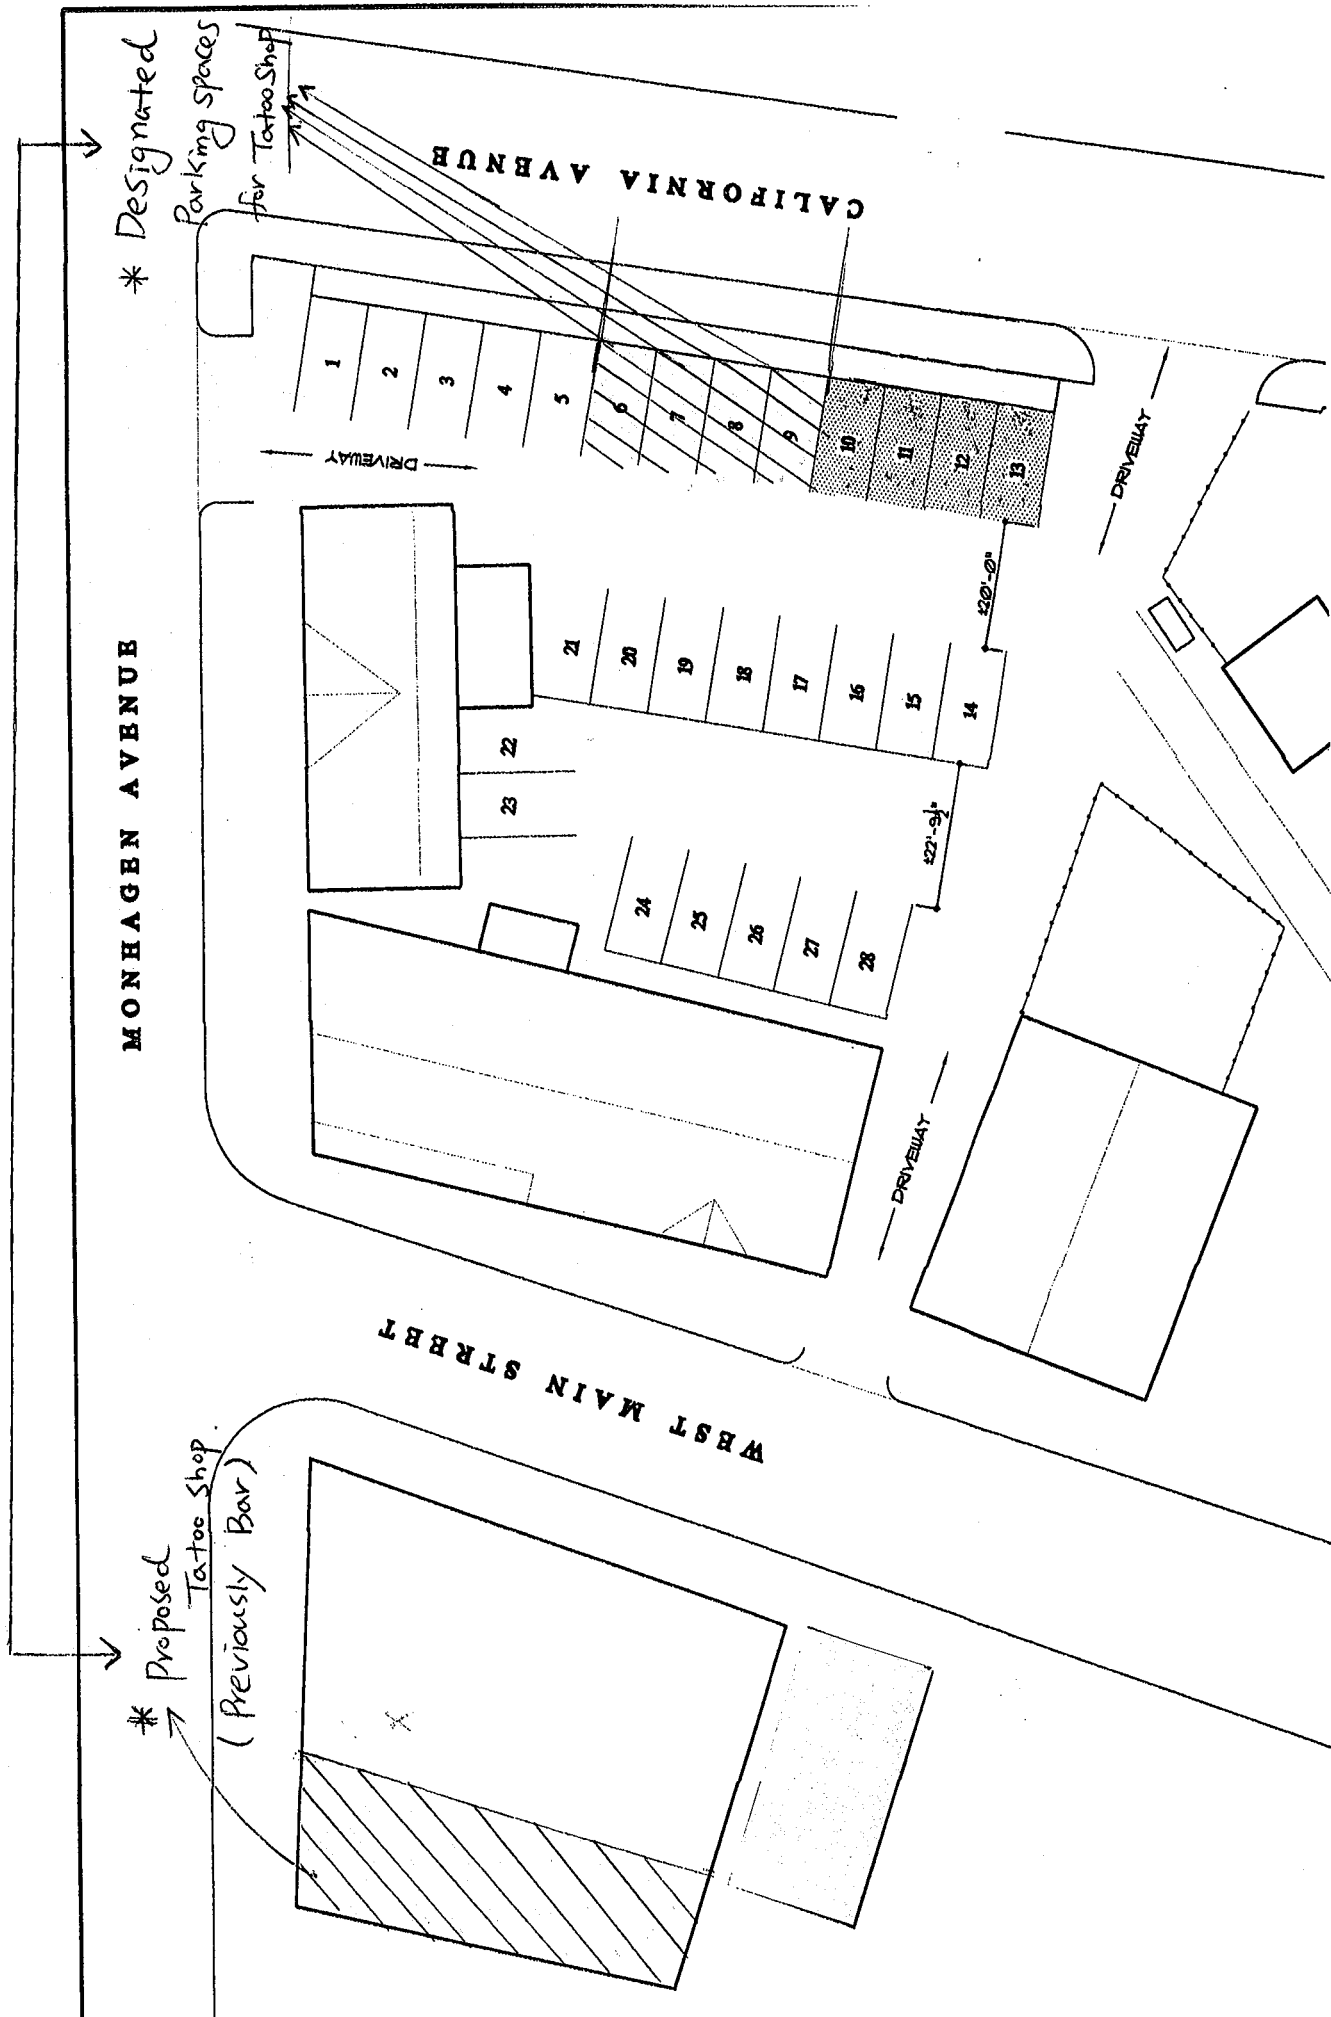 * Designated
Parking spaces
for Tatoo Shop
CALIFORNIA AVENUE
MONHAGEN AVENUE
DRIVEWAY
1
2
3
4
5
6
7
8
9
10
11
12
13
DRIVEWAY
±20'-0"
21
20
19
18
17
16
15
14
22
23
±22'-9½"
24
25
26
27
28
DRIVEWAY
WEST MAIN STREET
* Proposed
Tatoo Shop.
(Previously Bar)
X